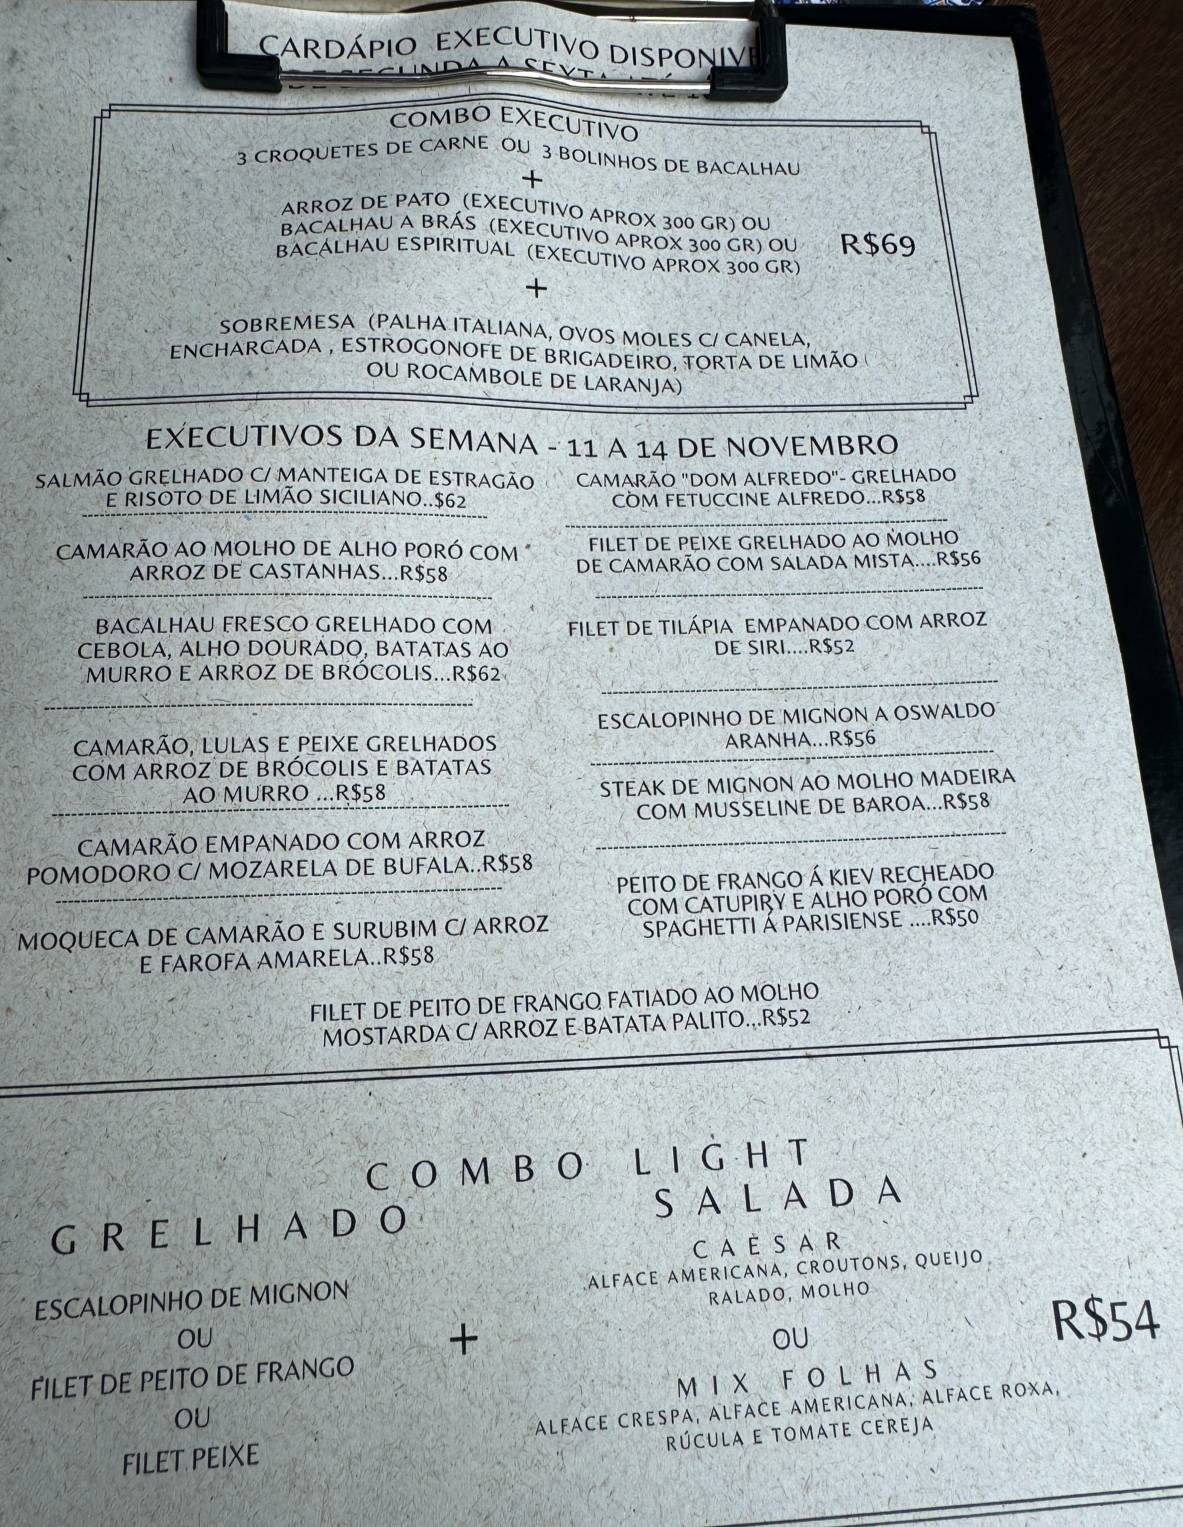 CARDÁPIO EXECUTIVO DISPONIVE
DE SEGUNDA A SEXTA
COMBO EXECUTIVO
3 CROQUETES DE CARNE OU 3 BOLINHOS DE BACALHAU
+
ARROZ DE PATO (EXECUTIVO APROX 300 GR) OU
BACALHAU A BRÁS (EXECUTIVO APROX 300 GR) OU
BACALHAU ESPIRITUAL (EXECUTIVO APROX 300 GR)
R$69
+
SOBREMESA (PALHA ITALIANA, OVOS MOLES C/ CANELA,
ENCHARCADA , ESTROGONOFE DE BRIGADEIRO, TORTA DE LIMÃO
OU ROCAMBOLE DE LARANJA)
EXECUTIVOS DA SEMANA - 11 A 14 DE NOVEMBRO
SALMÃO GRELHADO C/ MANTEIGA DE ESTRAGÃO
E RISOTO DE LIMÃO SICILIANO..$62
CAMARÃO AO MOLHO DE ALHO PORÓ COM
ARROZ DE CASTANHAS...R$58
BACALHAU FRESCO GRELHADO COM
CEBOLA, ALHO DOURADO, BATATAS AO
MURRO E ARROZ DE BRÓCOLIS...R$62
CAMARÃO, LULAS E PEIXE GRELHADOS
COM ARROZ DE BRÓCOLIS E BATATAS
AO MURRO ...R$58
CAMARÃO EMPANADO COM ARROZ
POMODORO C/ MOZARELA DE BUFALA..R$58
MOQUECA DE CAMARÃO E SURUBIM C/ ARROZ
E FAROFA AMARELA..R$58
CAMARÃO "DOM ALFREDO"- GRELHADO
COM FETUCCINE ALFREDO...R$58
FILET DE PEIXE GRELHADO AO MOLHO
DE CAMARÃO COM SALADA MISTA....R$56
FILET DE TILÁPIA EMPANADO COM ARROZ
DE SIRI....R$52
ESCALOPINHO DE MIGNON A OSWALDO
ARANHA...R$56
STEAK DE MIGNON AO MOLHO MADEIRA
COM MUSSELINE DE BAROA...R$58
PEITO DE FRANGO Á KIEV RECHEADO
COM CATUPIRY E ALHO PORÓ COM
SPAGHETTI Á PARISIENSE ....R$50
FILET DE PEITO DE FRANGO FATIADO AO MOLHO
MOSTARDA C/ ARROZ E BATATA PALITO...R$52
COMBO LIGHT
GRELHADO
ESCALOPINHO DE MIGNON
OU
FILET DE PEITO DE FRANGO
OU
FILET PEIXE
+
SALADA
CAESAR
ALFACE AMERICANA, CROUTONS, QUEIJO
RALADO, MOLHO
OU
MIX FOLHAS
ALFACE CRESPA, ALFACE AMERICANA, ALFACE ROXA,
RÚCULA E TOMATE CEREJA
R$54